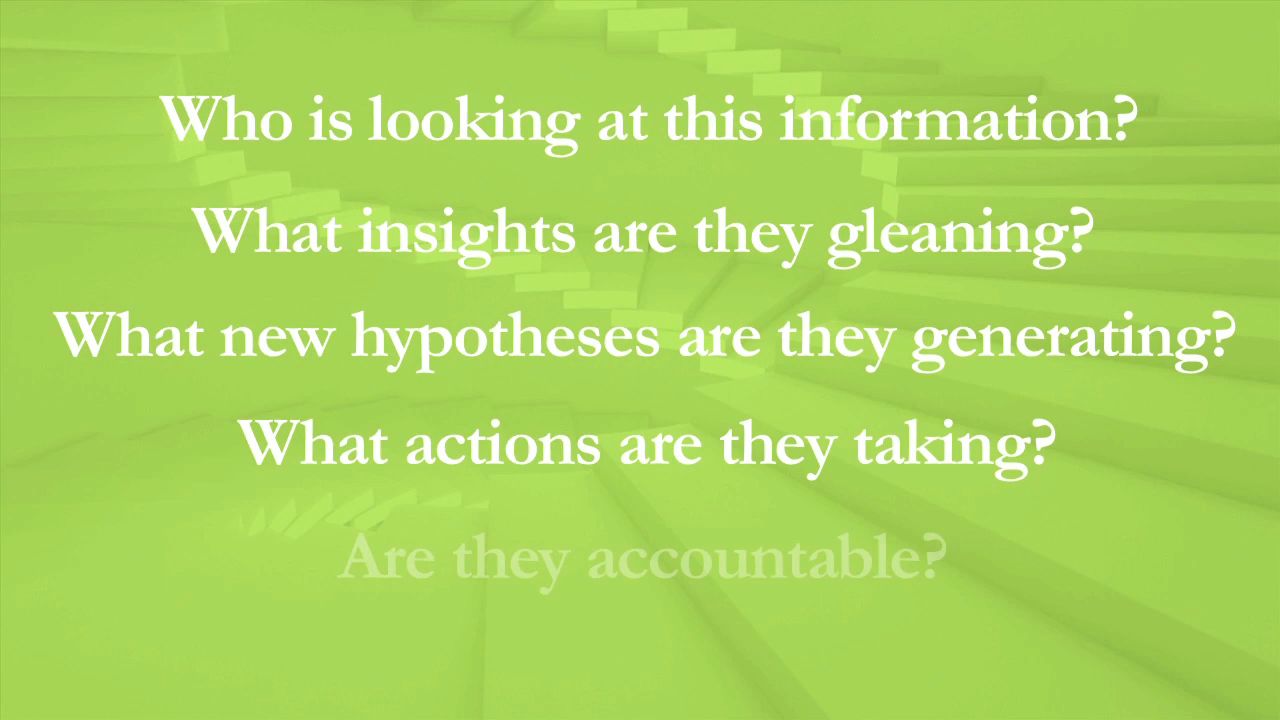 Who is looking at this information?
What insights are they gleaning?
What new hypotheses are they generating?
What actions are they taking?
Are they accountable?